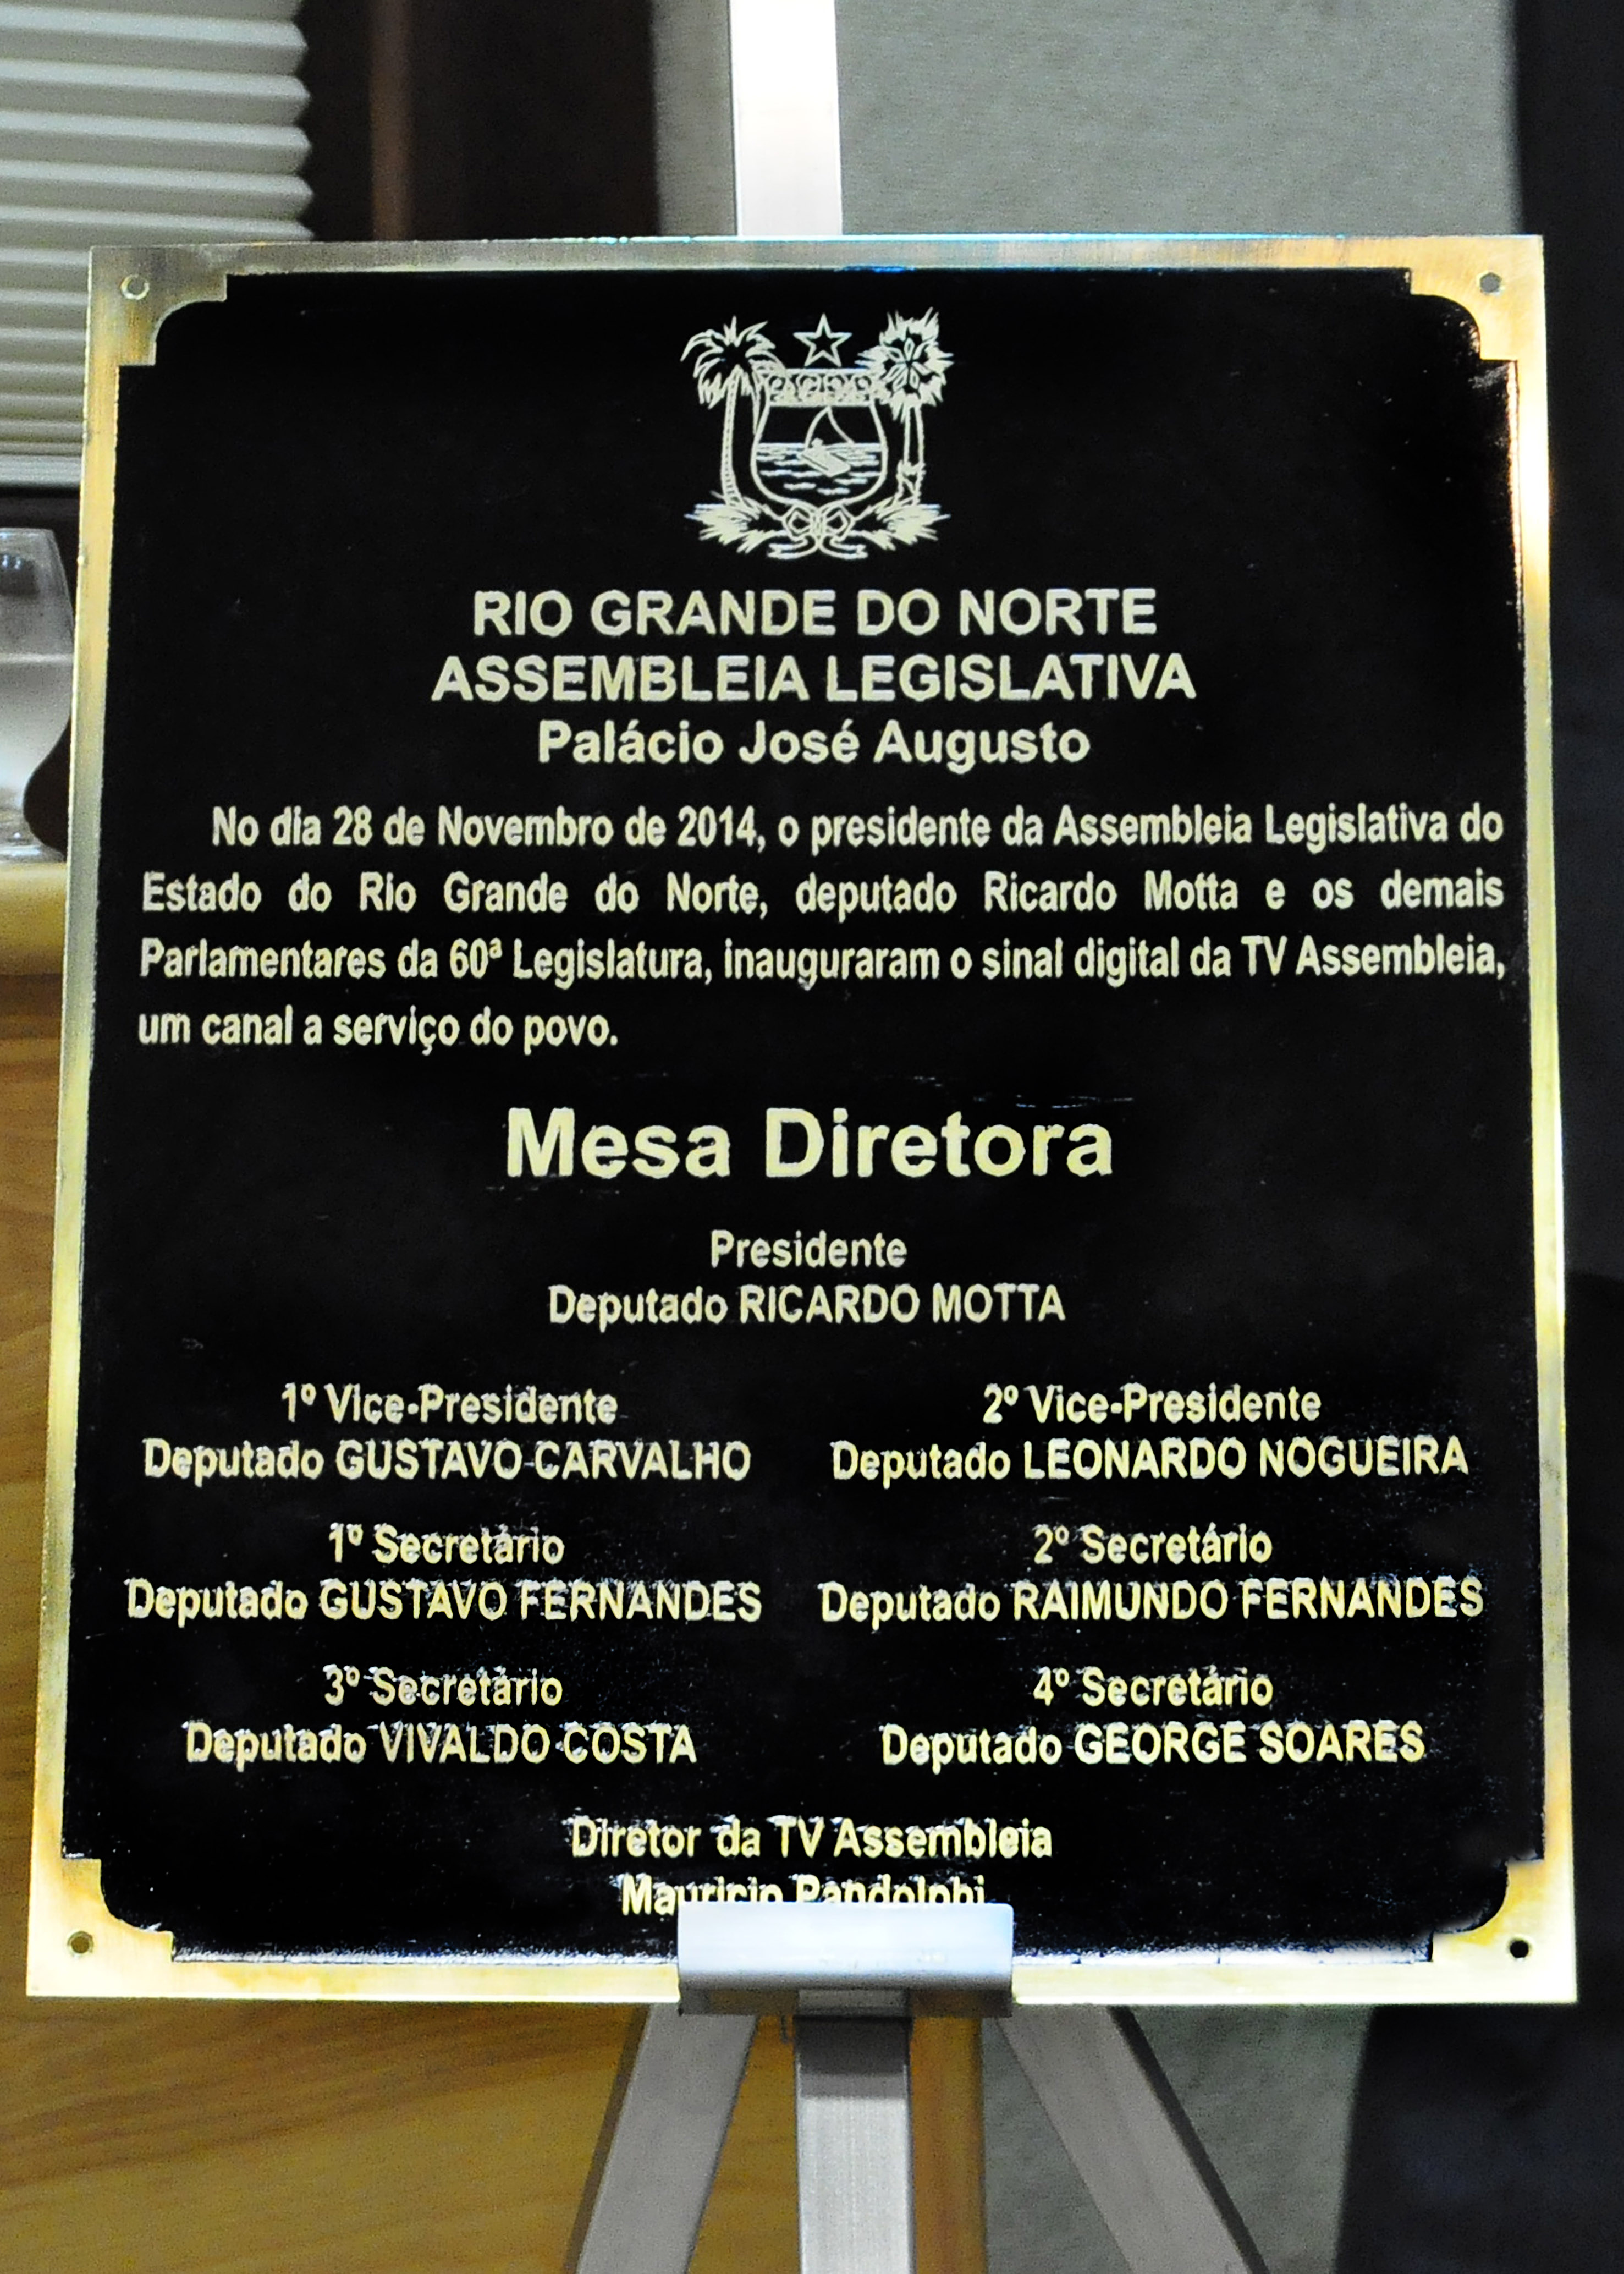 RIO GRANDE DO NORTE
ASSEMBLEIA LEGISLATIVA
Palácio José Augusto
No dia 28 de Novembro de 2014, o presidente da Assembleia Legislativa do
Estado do Rio Grande do Norte, deputado Ricardo Motta e os demais
Parlamentares da 60ª Legislatura, inauguraram o sinal digital da TV Assembleia,
um canal a serviço do povo.
Mesa Diretora
Presidente
Deputado RICARDO MOTTA
1º Vice-Presidente
Deputado GUSTAVO CARVALHO
2º Vice-Presidente
Deputado LEONARDO NOGUEIRA
1º Secretário
Deputado GUSTAVO FERNANDES
2º Secretário
Deputado RAIMUNDO FERNANDES
3º Secretário
Deputado VIVALDO COSTA
4º Secretário
Deputado GEORGE SOARES
Diretor da TV Assembleia
Mauricio Pandolphi